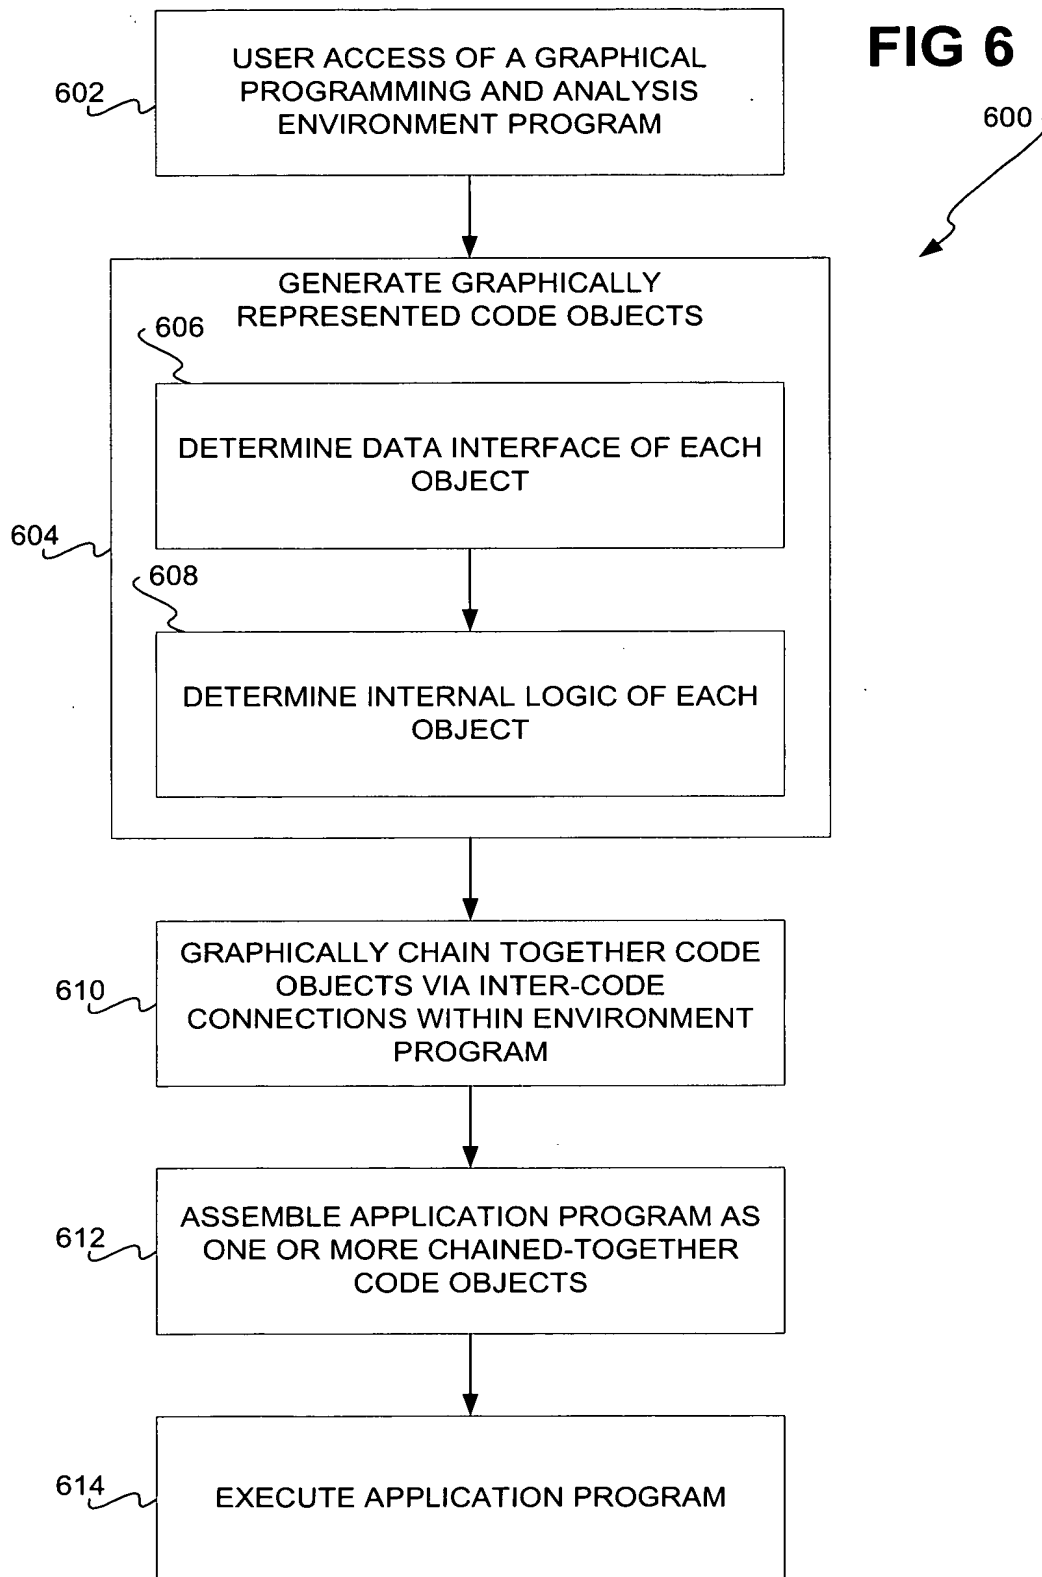 FIG 6
600
602
USER ACCESS OF A GRAPHICAL
PROGRAMMING AND ANALYSIS
ENVIRONMENT PROGRAM
604
GENERATE GRAPHICALLY
REPRESENTED CODE OBJECTS
606
DETERMINE DATA INTERFACE OF EACH
OBJECT
608
DETERMINE INTERNAL LOGIC OF EACH
OBJECT
610
GRAPHICALLY CHAIN TOGETHER CODE
OBJECTS VIA INTER-CODE
CONNECTIONS WITHIN ENVIRONMENT
PROGRAM
612
ASSEMBLE APPLICATION PROGRAM AS
ONE OR MORE CHAINED-TOGETHER
CODE OBJECTS
614
EXECUTE APPLICATION PROGRAM